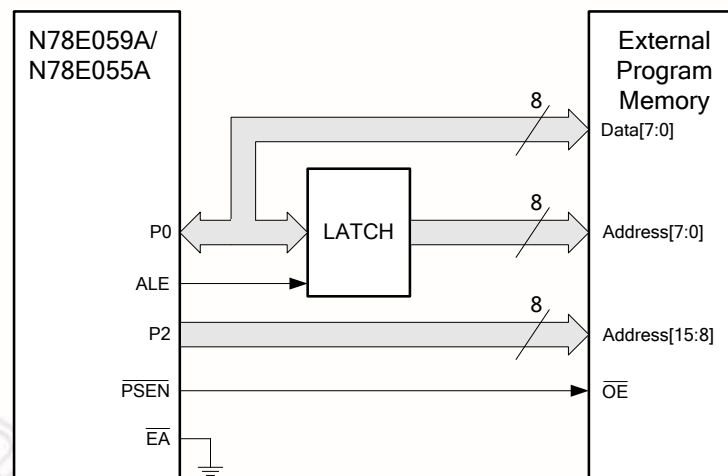 N78E059A/
N78E055A
External
Program
Memory
8
Data[7:0]
8
P0
LATCH
Address[7:0]
ALE
8
P2
Address[15:8]
PSEN
OE
EA